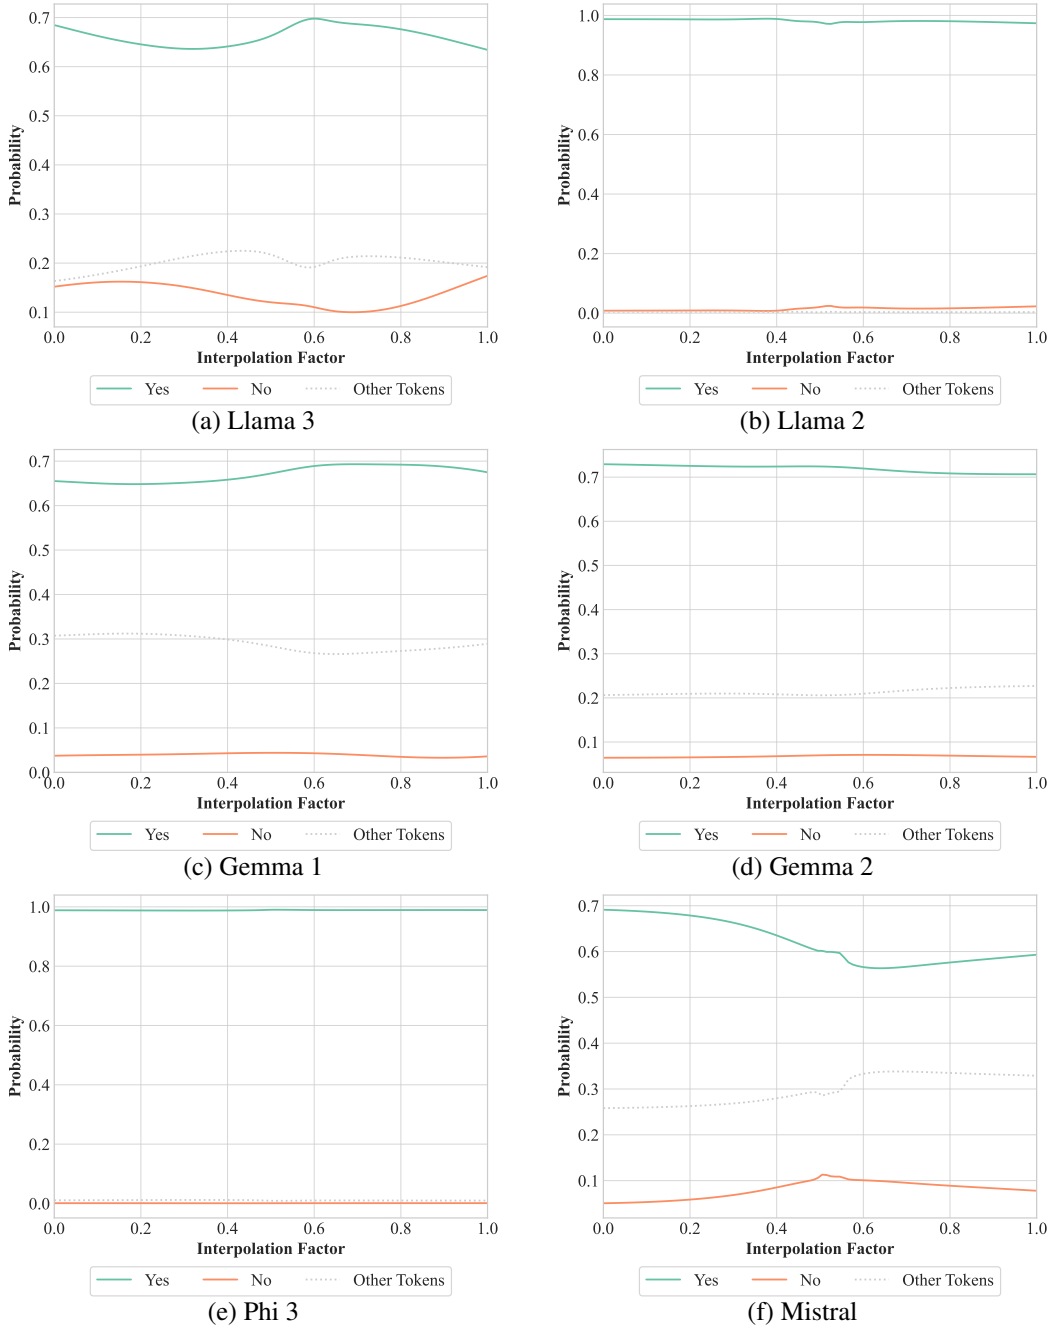 0.7
0.6
0.5
0.4
0.3
0.2
0.1
Probability
0.0 0.2 0.4 0.6 0.8 1.0
Interpolation Factor
Yes No Other Tokens
(a) Llama 3
1.0
0.8
0.6
0.4
0.2
0.0
Probability
0.0 0.2 0.4 0.6 0.8 1.0
Interpolation Factor
Yes No Other Tokens
(b) Llama 2
0.7
0.6
0.5
0.4
0.3
0.2
0.1
0.0
Probability
0.0 0.2 0.4 0.6 0.8 1.0
Interpolation Factor
Yes No Other Tokens
(c) Gemma 1
0.7
0.6
0.5
0.4
0.3
0.2
0.1
Probability
0.0 0.2 0.4 0.6 0.8 1.0
Interpolation Factor
Yes No Other Tokens
(d) Gemma 2
1.0
0.8
0.6
0.4
0.2
0.0
Probability
0.0 0.2 0.4 0.6 0.8 1.0
Interpolation Factor
Yes No Other Tokens
(e) Phi 3
0.7
0.6
0.5
0.4
0.3
0.2
0.1
Probability
0.0 0.2 0.4 0.6 0.8 1.0
Interpolation Factor
Yes No Other Tokens
(f) Mistral